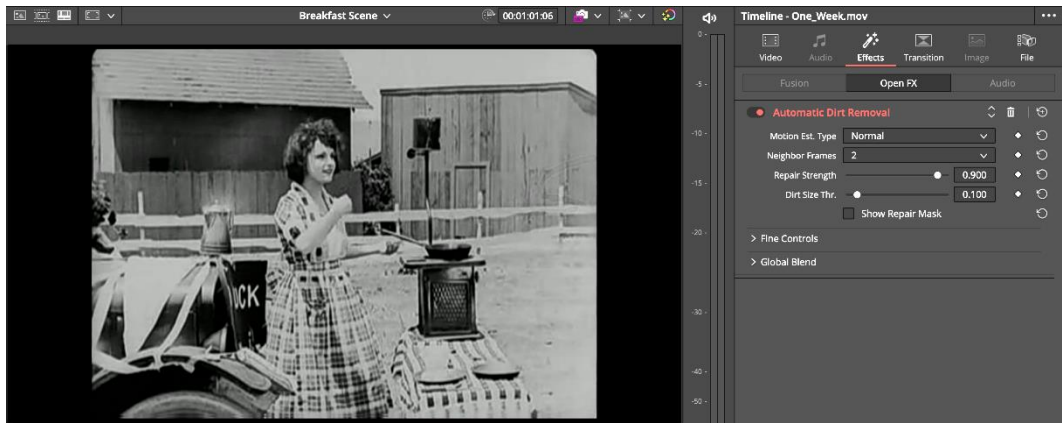 Breakfast Scene
00:01:01:06
Timeline - One_Week.mov
Video
Audio
Effects
Transition
Image
File
Fusion
Open FX
Audio
Automatic Dirt Removal
Motion Est. Type Normal
Neighbor Frames 2
Repair Strength 0.900
Dirt Size Thr. 0.100
Show Repair Mask
> Fine Controls
> Global Blend
0 -
-5 -
-10 -
-15 -
-20 -
-30 -
-40 -
-50 -
OCK